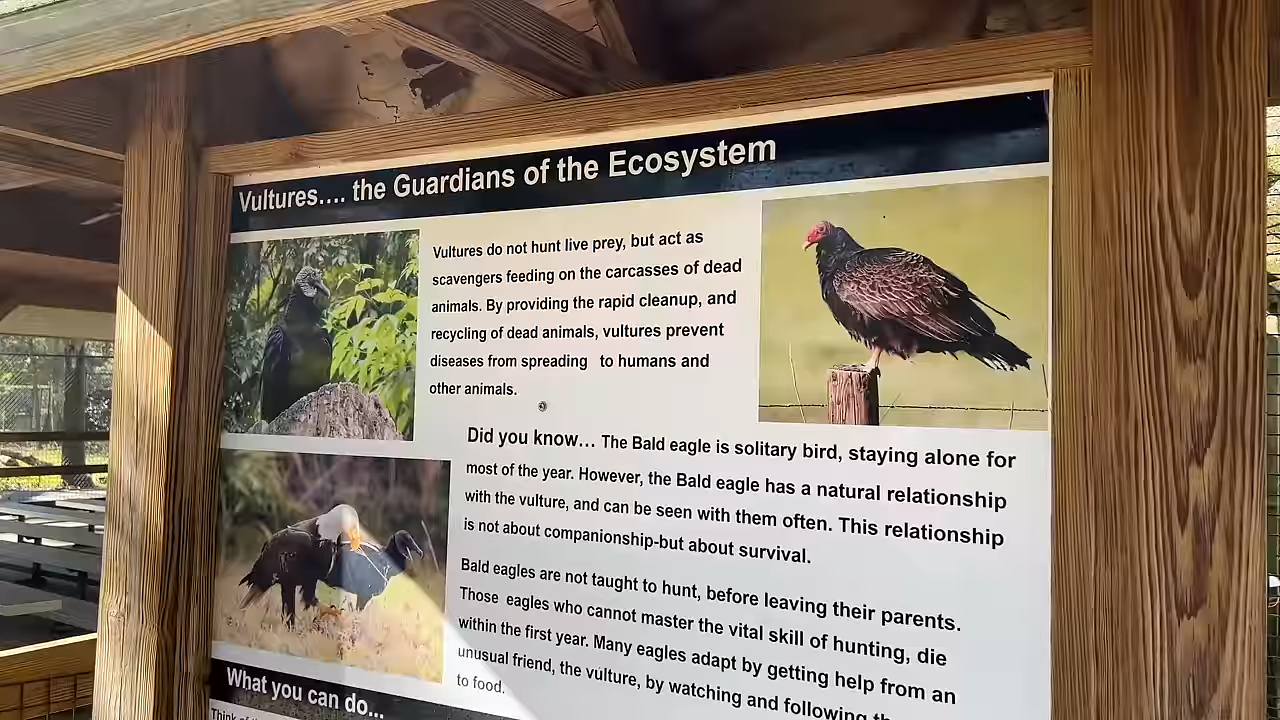 Vultures.... the Guardians of the Ecosystem
Vultures do not hunt live prey, but act as
scavengers feeding on the carcasses of dead
animals. By providing the rapid cleanup, and
recycling of dead animals, vultures prevent
diseases from spreading to humans and
other animals.
Did you know... The Bald eagle is solitary bird, staying alone for
most of the year. However, the Bald eagle has a natural relationship
with the vulture, and can be seen with them often. This relationship
is not about companionship-but about survival.
Bald eagles are not taught to hunt, before leaving their parents.
Those eagles who cannot master the vital skill of hunting, die
within the first year. Many eagles adapt by getting help from an
unusual friend, the vulture, by watching and following
to food.
What you can do...
Think